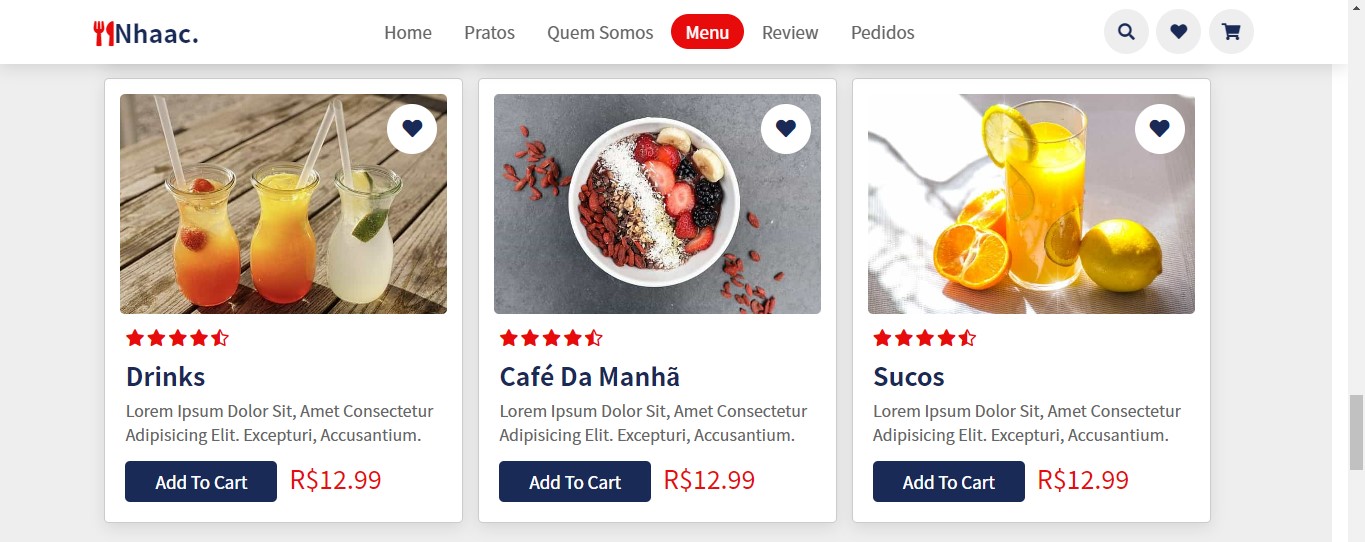 Nhaac.
Home Pratos Quem Somos Menu Review Pedidos
Drinks
Lorem Ipsum Dolor Sit, Amet Consectetur
Adipisicing Elit. Excepturi, Accusantium.
Add To Cart R$12.99
Café Da Manhã
Lorem Ipsum Dolor Sit, Amet Consectetur
Adipisicing Elit. Excepturi, Accusantium.
Add To Cart R$12.99
Sucos
Lorem Ipsum Dolor Sit, Amet Consectetur
Adipisicing Elit. Excepturi, Accusantium.
Add To Cart R$12.99